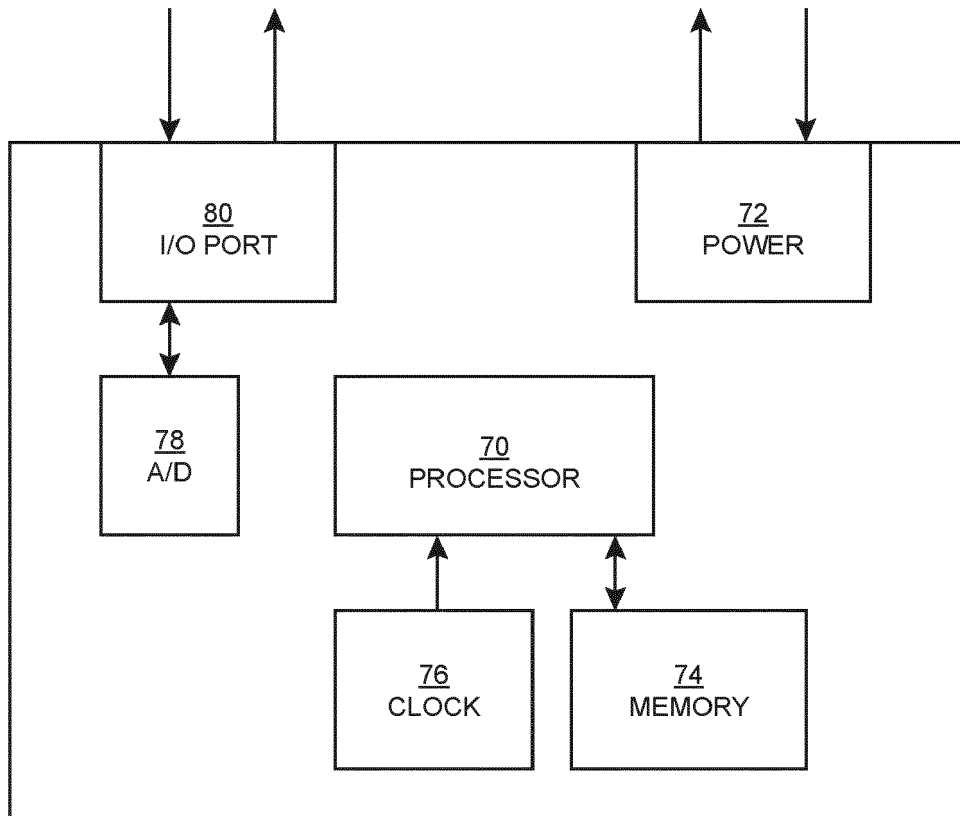 80
I/O PORT
72
POWER
78
A/D
70
PROCESSOR
76
CLOCK
74
MEMORY